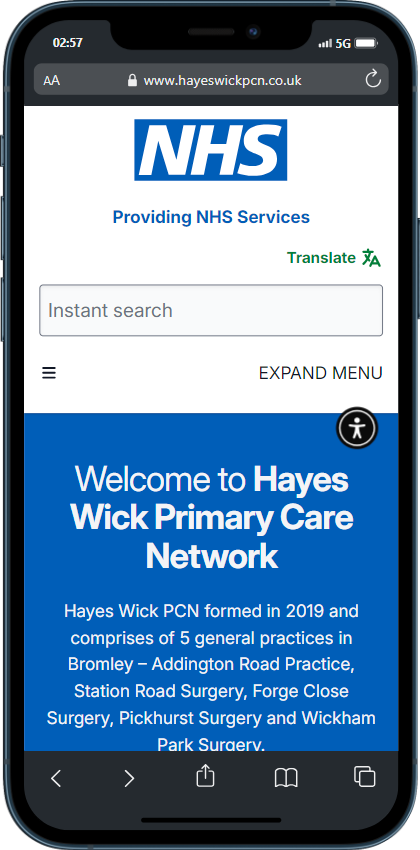 02:57
5G
AA
www.hayeswickpcn.co.uk
NHS
Providing NHS Services
Translate
Instant search
EXPAND MENU
Welcome to Hayes
Wick Primary Care
Network
Hayes Wick PCN formed in 2019 and
comprises of 5 general practices in
Bromley – Addington Road Practice,
Station Road Surgery, Forge Close
Surgery, Pickhurst Surgery and Wickham
Park Surgery.